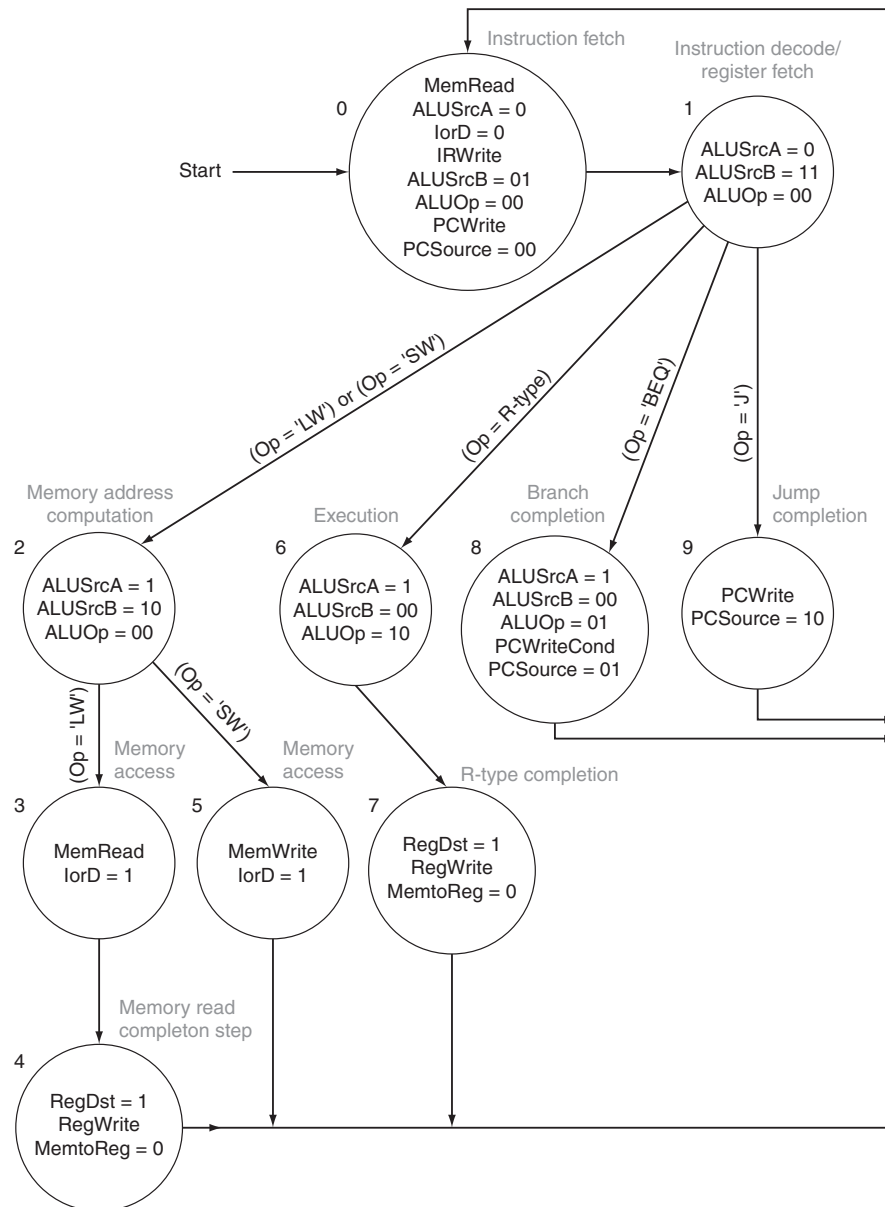 Instruction fetch
Instruction decode/
register fetch
0
MemRead
ALUSrcA = 0
IorD = 0
IRWrite
ALUSrcB = 01
ALUOp = 00
PCWrite
PCSource = 00
1
ALUSrcA = 0
ALUSrcB = 11
ALUOp = 00
Start
(Op = 'LW') or (Op = 'SW')
(Op = R-type)
(Op = 'BEQ')
(Op = 'J')
Memory address
computation
2
ALUSrcA = 1
ALUSrcB = 10
ALUOp = 00
Execution
6
ALUSrcA = 1
ALUSrcB = 00
ALUOp = 10
Branch
completion
8
ALUSrcA = 1
ALUSrcB = 00
ALUOp = 01
PCWriteCond
PCSource = 01
Jump
completion
9
PCWrite
PCSource = 10
(Op = 'LW')
(Op = 'SW')
Memory
access
3
MemRead
IorD = 1
Memory
access
5
MemWrite
IorD = 1
R-type completion
7
RegDst = 1
RegWrite
MemtoReg = 0
Memory read
completon step
4
RegDst = 1
RegWrite
MemtoReg = 0